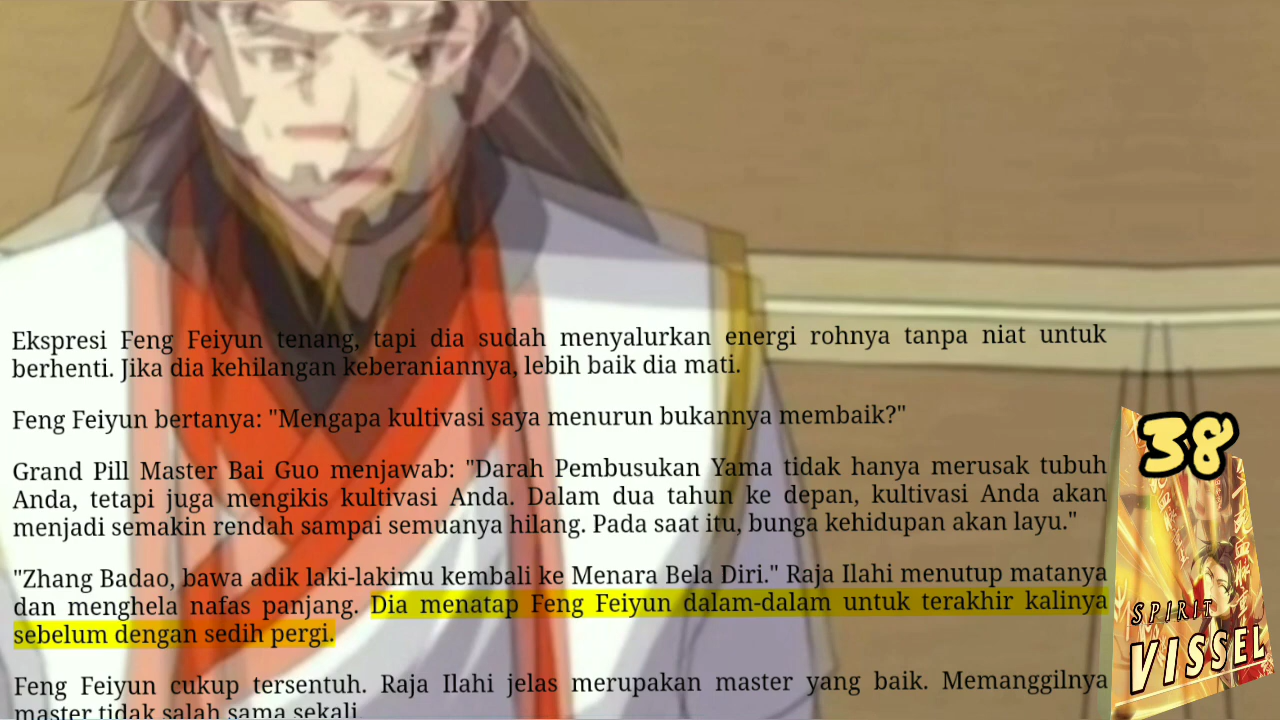 Ekspresi Feng Feiyun tenang, tapi dia sudah menyalurkan energi rohnya tanpa niat untuk
berhenti. Jika dia kehilangan keberaniannya, lebih baik dia mati.
Feng Feiyun bertanya: "Mengapa kultivasi saya menurun bukannya membaik?"
Grand Pill Master Bai Guo menjawab: "Darah Pembusukan Yama tidak hanya merusak tubuh
Anda, tetapi juga mengikis kultivasi Anda. Dalam dua tahun ke depan, kultivasi Anda akan
menjadi semakin rendah sampai semuanya hilang. Pada saat itu, bunga kehidupan akan layu."
"Zhang Badao, bawa adik laki-lakimu kembali ke Menara Bela Diri." Raja Ilahi menutup matanya
dan menghela nafas panjang. Dia menatap Feng Feiyun dalam-dalam untuk terakhir kalinya
sebelum dengan sedih pergi.
Feng Feiyun cukup tersentuh. Raja Ilahi jelas merupakan master yang baik. Memanggilnya
master tidak salah sama sekali
38
SPIRIT
VISSEL